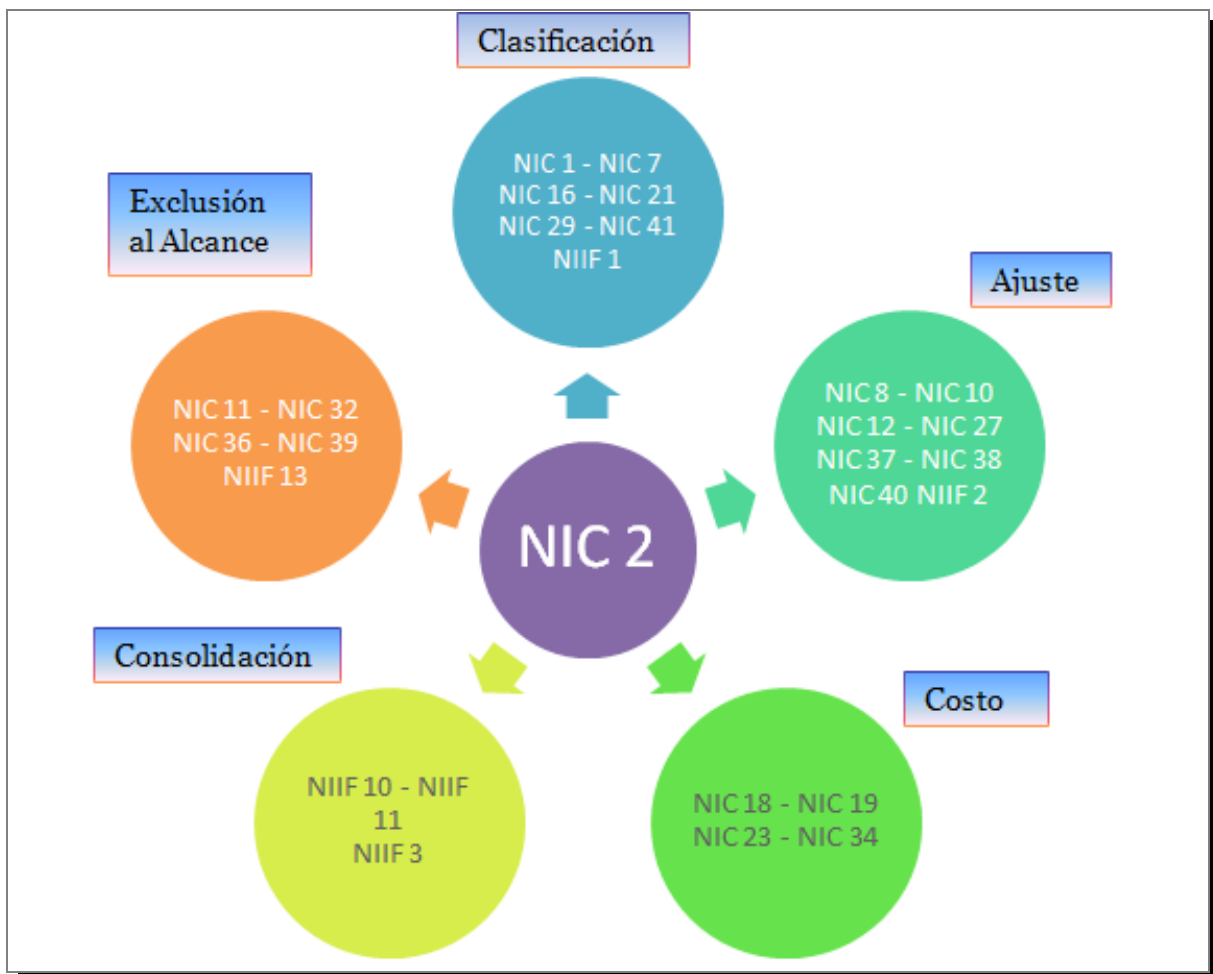 Clasificación
NIC 1 - NIC 7
NIC 16 - NIC 21
NIC 29 - NIC 41
NIIF 1
Exclusión
al Alcance
NIC 11 - NIC 32
NIC 36 - NIC 39
NIIF 13
Ajuste
NIC 8 - NIC 10
NIC 12 - NIC 27
NIC 37 - NIC 38
NIC 40 NIIF 2
NIC 2
Consolidación
NIIF 10 - NIIF
11
NIIF 3
Costo
NIC 18 - NIC 19
NIC 23 - NIC 34